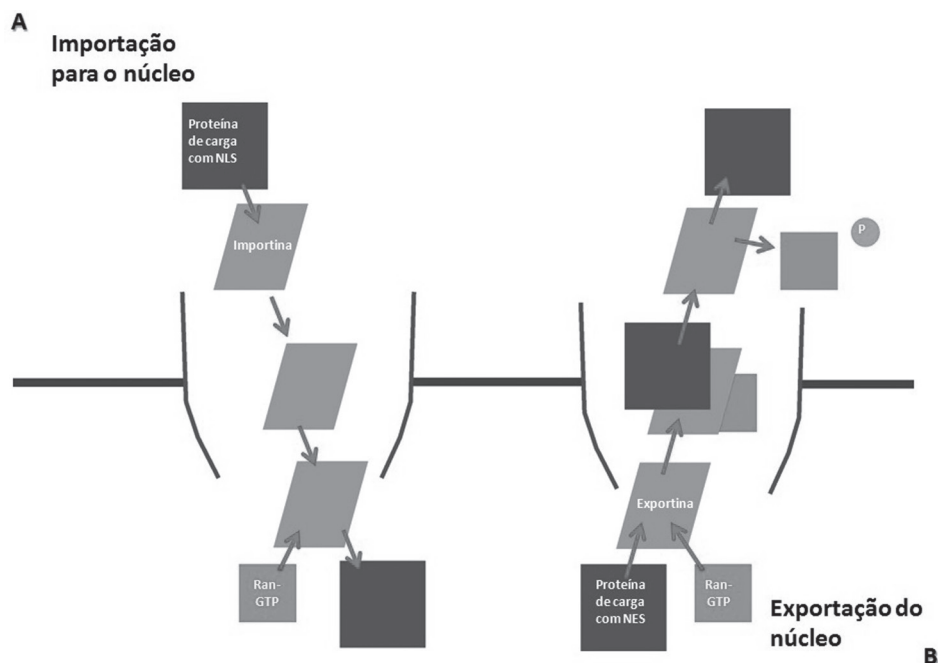 A
Importação
para o núcleo
Proteína
de carga
com NLS
Importina
Ran-
GTP
P
Exportina
Proteína
de carga
com NES
Ran-
GTP
Exportação do
núcleo
B